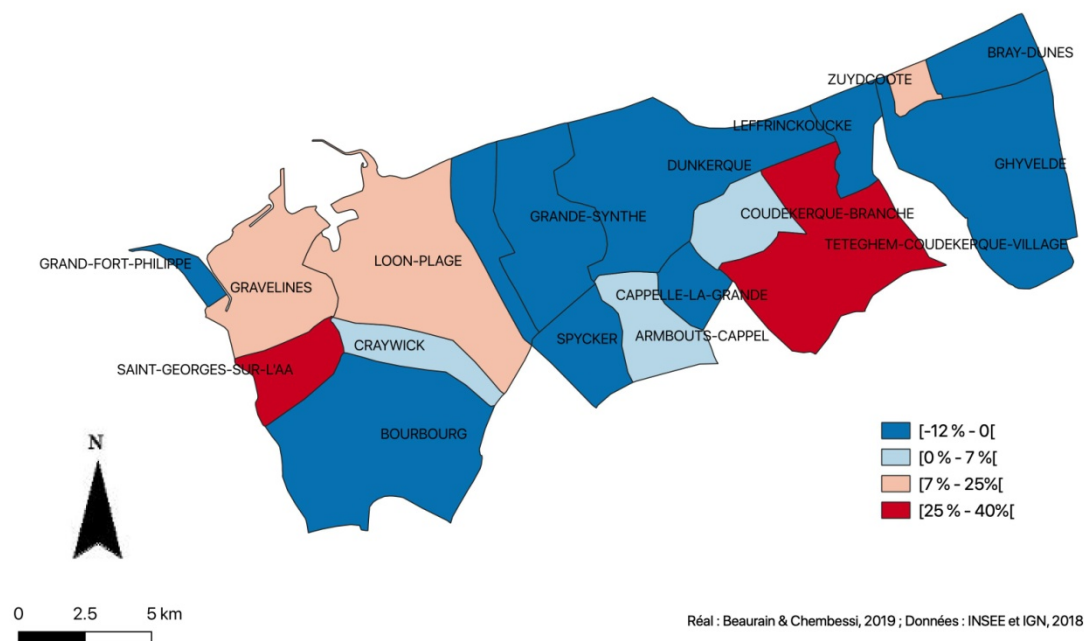 BRAY-DUNES
ZUYDCOOTE
LEFFRINCKOUCKE
DUNKERQUE
GHYVELDE
GRANDE-SYNTHE
COUDEKERQUE-BRANCHE
TETEGHEM-COUDEKERQUE-VILLAGE
GRAND-FORT-PHILIPPE
LOON-PLAGE
GRAVELINES
CAPPELLE-LA-GRANDE
SPYCKER
ARMBOUTS-CAPPEL
CRAYWICK
SAINT-GEORGES-SUR-L'AA
BOURBOURG
N
[-12 % - 0[
[0 % - 7 %[
[7 % - 25%[
[25 % - 40%[
0 2.5 5 km
Réal : Beaurain & Chembessi, 2019 ; Données : INSEE et IGN, 2018